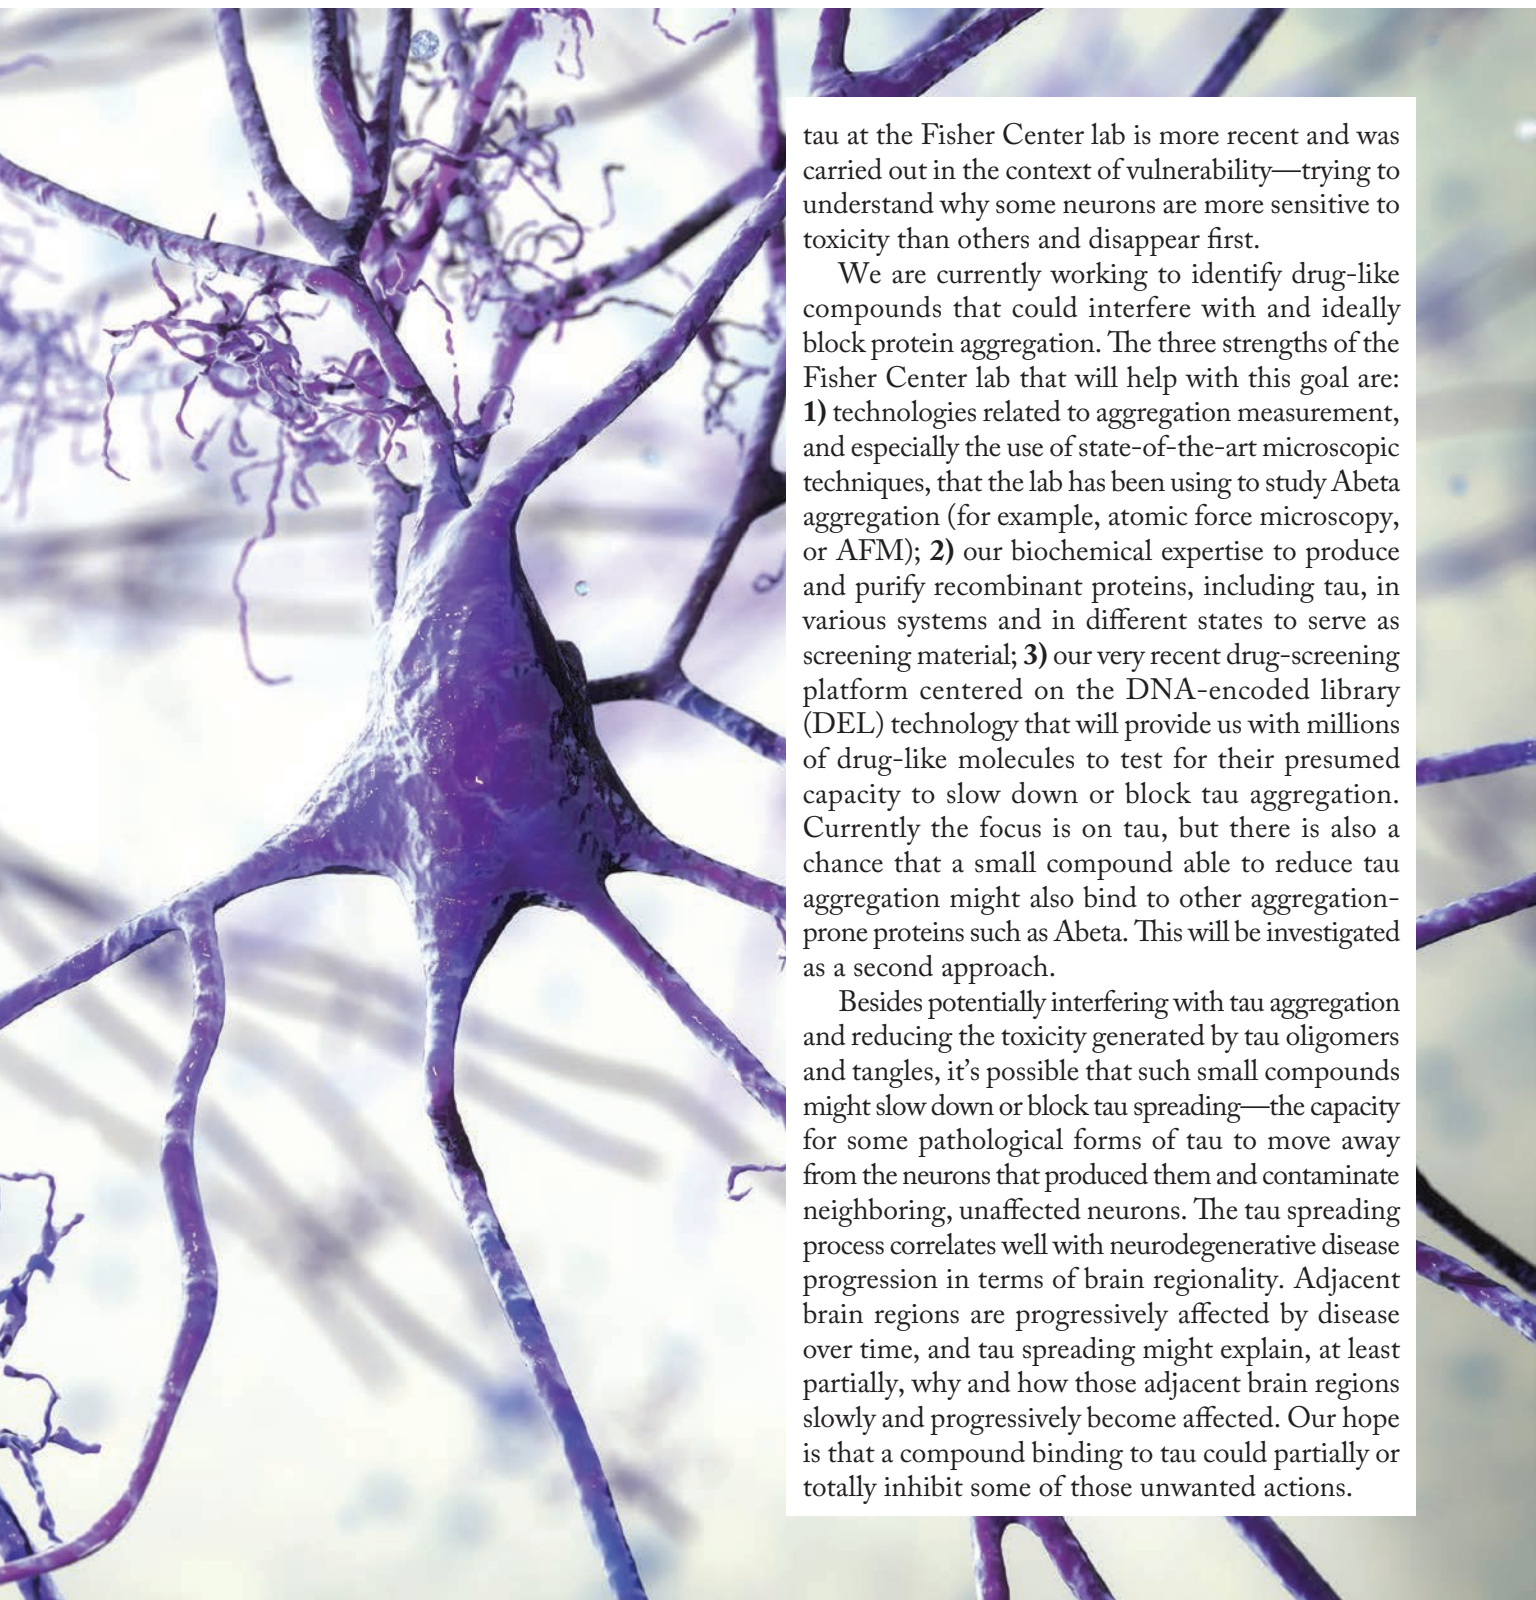 tau at the Fisher Center lab is more recent and was
carried out in the context of vulnerability—trying to
understand why some neurons are more sensitive to
toxicity than others and disappear first.
We are currently working to identify drug-like
compounds that could interfere with and ideally
block protein aggregation. The three strengths of the
Fisher Center lab that will help with this goal are:
1) technologies related to aggregation measurement,
and especially the use of state-of-the-art microscopic
techniques, that the lab has been using to study Abeta
aggregation (for example, atomic force microscopy,
or AFM); 2) our biochemical expertise to produce
and purify recombinant proteins, including tau, in
various systems and in different states to serve as
screening material; 3) our very recent drug-screening
platform centered on the DNA-encoded library
(DEL) technology that will provide us with millions
of drug-like molecules to test for their presumed
capacity to slow down or block tau aggregation.
Currently the focus is on tau, but there is also a
chance that a small compound able to reduce tau
aggregation might also bind to other aggregation-
prone proteins such as Abeta. This will be investigated
as a second approach.
Besides potentially interfering with tau aggregation
and reducing the toxicity generated by tau oligomers
and tangles, it’s possible that such small compounds
might slow down or block tau spreading—the capacity
for some pathological forms of tau to move away
from the neurons that produced them and contaminate
neighboring, unaffected neurons. The tau spreading
process correlates well with neurodegenerative disease
progression in terms of brain regionality. Adjacent
brain regions are progressively affected by disease
over time, and tau spreading might explain, at least
partially, why and how those adjacent brain regions
slowly and progressively become affected. Our hope
is that a compound binding to tau could partially or
totally inhibit some of those unwanted actions.